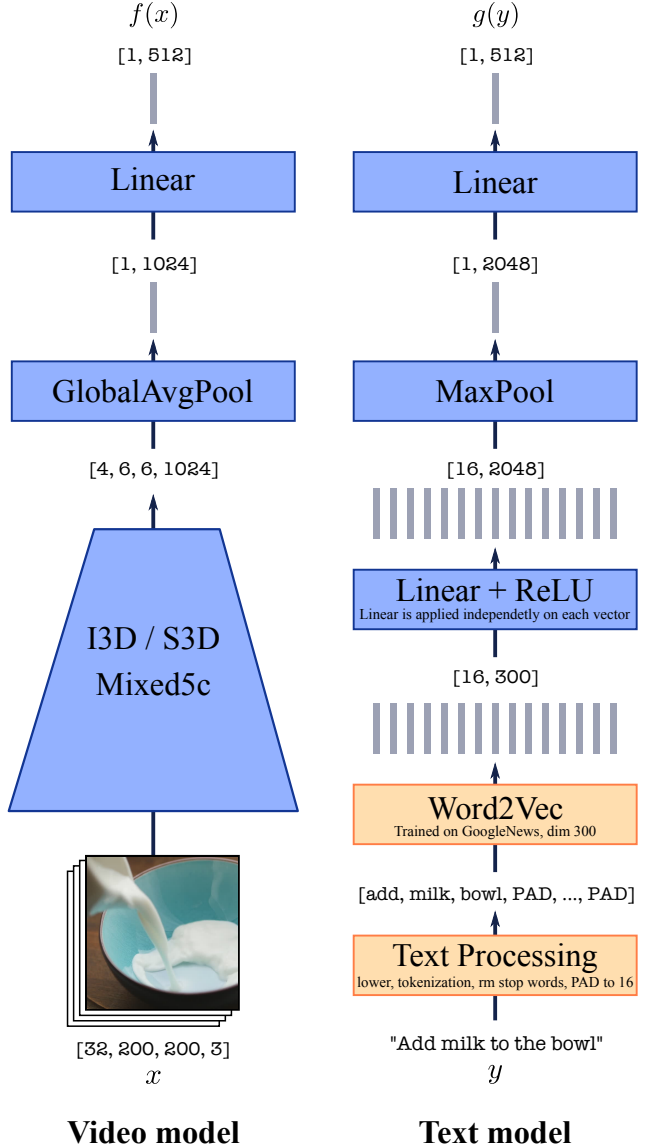 f(x)
[1, 512]
Linear
[1, 1024]
GlobalAvgPool
[4, 6, 6, 1024]
I3D / S3D
Mixed5c
[32, 200, 200, 3]
x
Video model
g(y)
[1, 512]
Linear
[1, 2048]
MaxPool
[16, 2048]
Linear + ReLU
Linear is applied independetly on each vector
[16, 300]
Word2Vec
Trained on GoogleNews, dim 300
[add, milk, bowl, PAD, ..., PAD]
Text Processing
lower, tokenization, rm stop words, PAD to 16
"Add milk to the bowl"
y
Text model